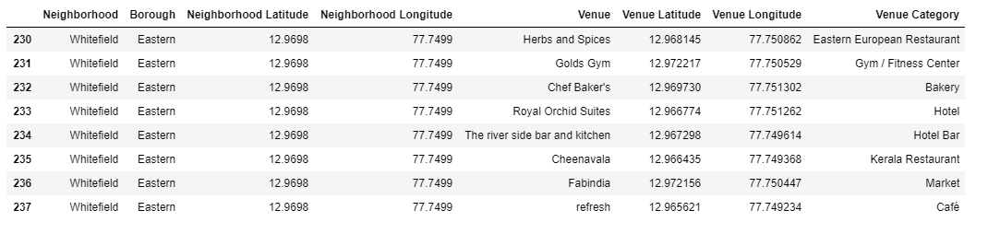 Neighborhood Borough Neighborhood Latitude Neighborhood Longitude Venue Venue Latitude Venue Longitude Venue Category
230 Whitefield Eastern 12.9698 77.7499 Herbs and Spices 12.968145 77.750862 Eastern European Restaurant
231 Whitefield Eastern 12.9698 77.7499 Golds Gym 12.972217 77.750529 Gym / Fitness Center
232 Whitefield Eastern 12.9698 77.7499 Chef Baker's 12.969730 77.751302 Bakery
233 Whitefield Eastern 12.9698 77.7499 Royal Orchid Suites 12.966774 77.751262 Hotel
234 Whitefield Eastern 12.9698 77.7499 The river side bar and kitchen 12.967298 77.749614 Hotel Bar
235 Whitefield Eastern 12.9698 77.7499 Cheenavala 12.966435 77.749368 Kerala Restaurant
236 Whitefield Eastern 12.9698 77.7499 Fabindia 12.972156 77.750447 Market
237 Whitefield Eastern 12.9698 77.7499 refresh 12.965621 77.749234 Café